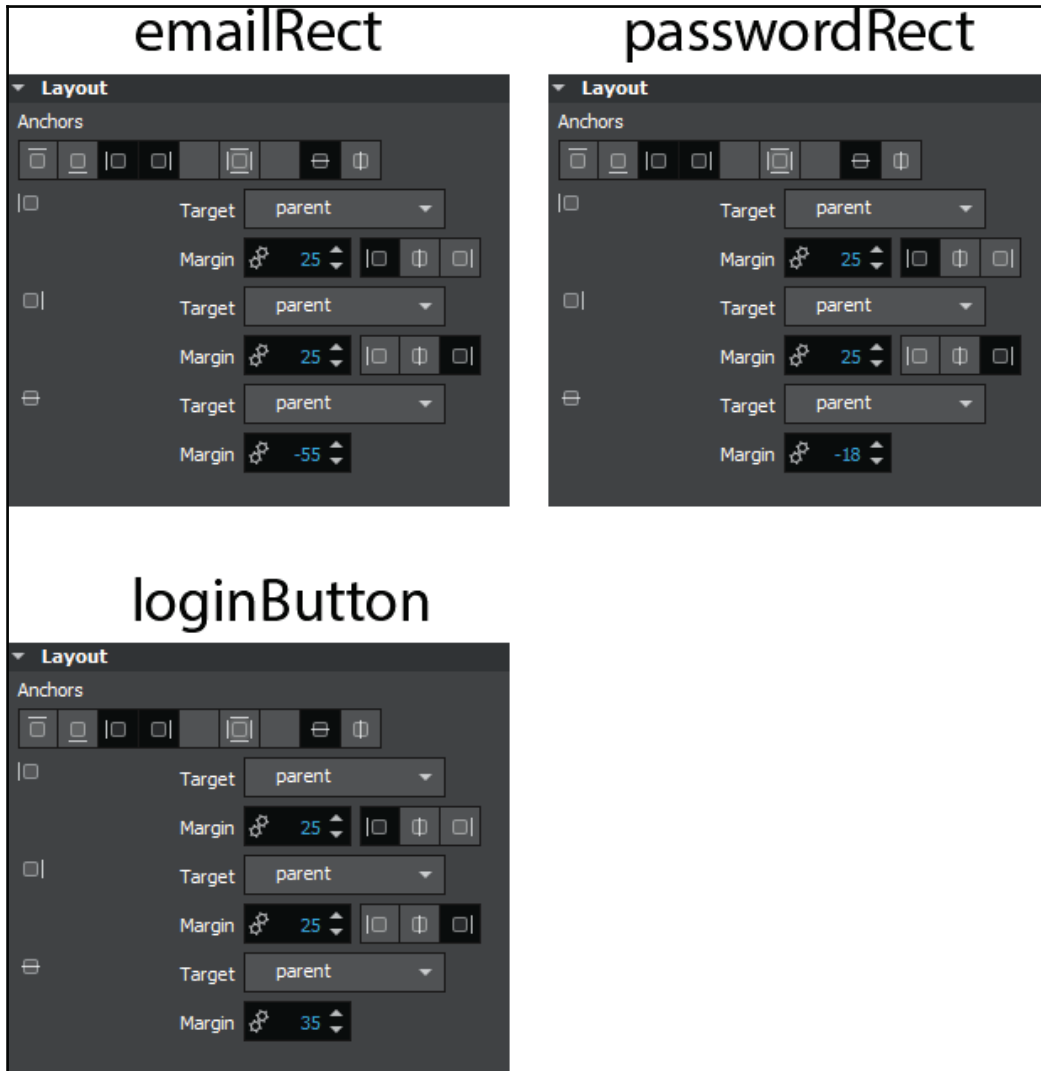 emailRect
Layout
Anchors
Target parent
Margin 25
Target parent
Margin 25
Target parent
Margin -55
passwordRect
Layout
Anchors
Target parent
Margin 25
Target parent
Margin 25
Target parent
Margin -18
loginButton
Layout
Anchors
Target parent
Margin 25
Target parent
Margin 25
Target parent
Margin 35